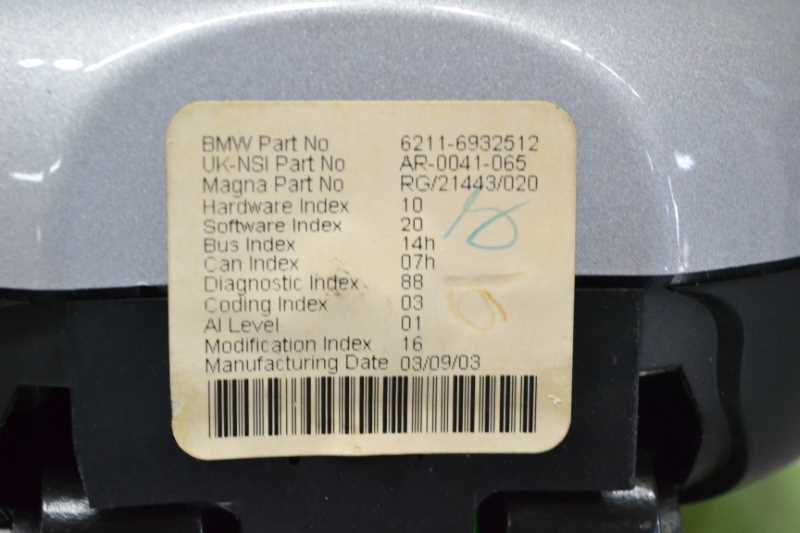 BMW Part No 6211-6932512
UK-NSI Part No AR-0041-065
Magna Part No RG/21443/020
Hardware Index 10
Software Index 20
Bus Index 14h
Can Index 07h
Diagnostic Index 88
Coding Index 03
AI Level 01
Modification Index 16
Manufacturing Date 03/09/03